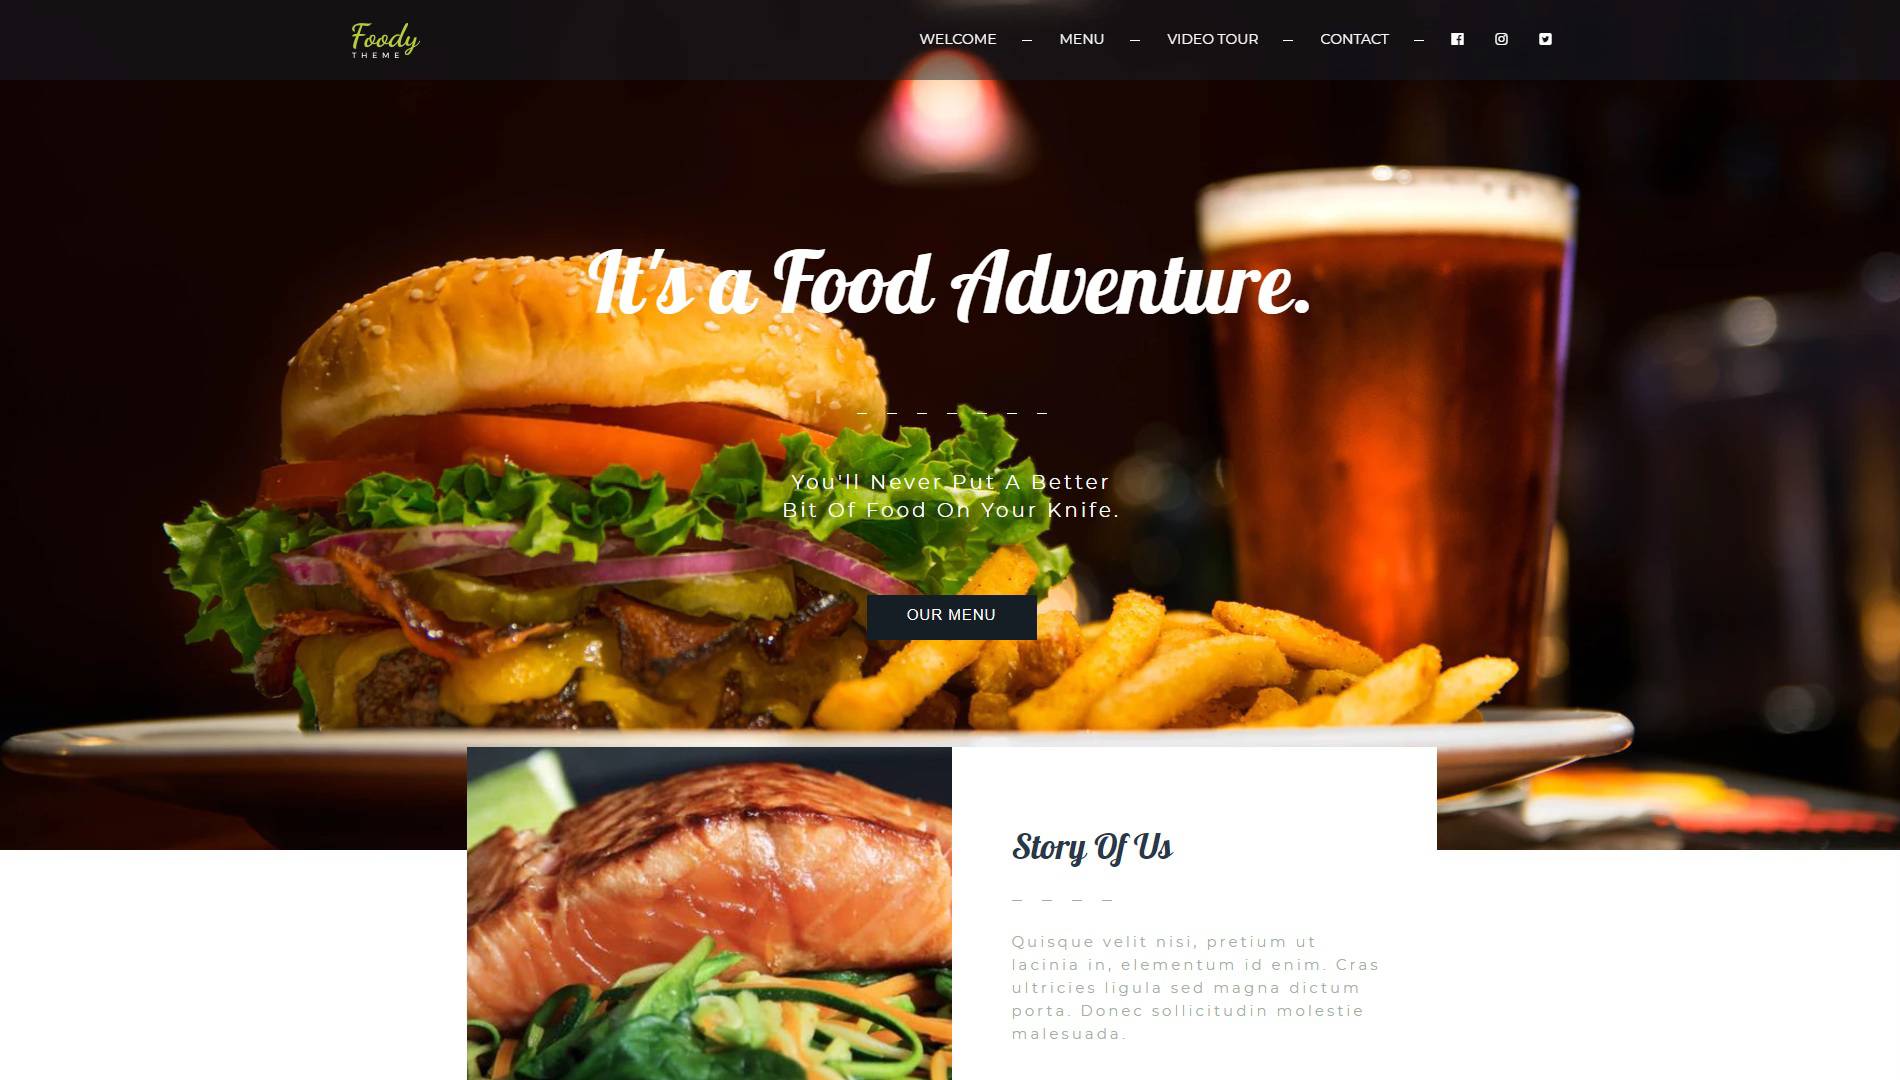 Foody
THEME
WELCOME
MENU
VIDEO TOUR
CONTACT
It's a Food Adventure.
You'll Never Put A Better
Bit Of Food On Your Knife.
OUR MENU
Story Of Us
Quisque velit nisi, pretium ut
lacinia in, elementum id enim. Cras
ultricies ligula sed magna dictum
porta. Donec sollicitudin molestie
malesuada.